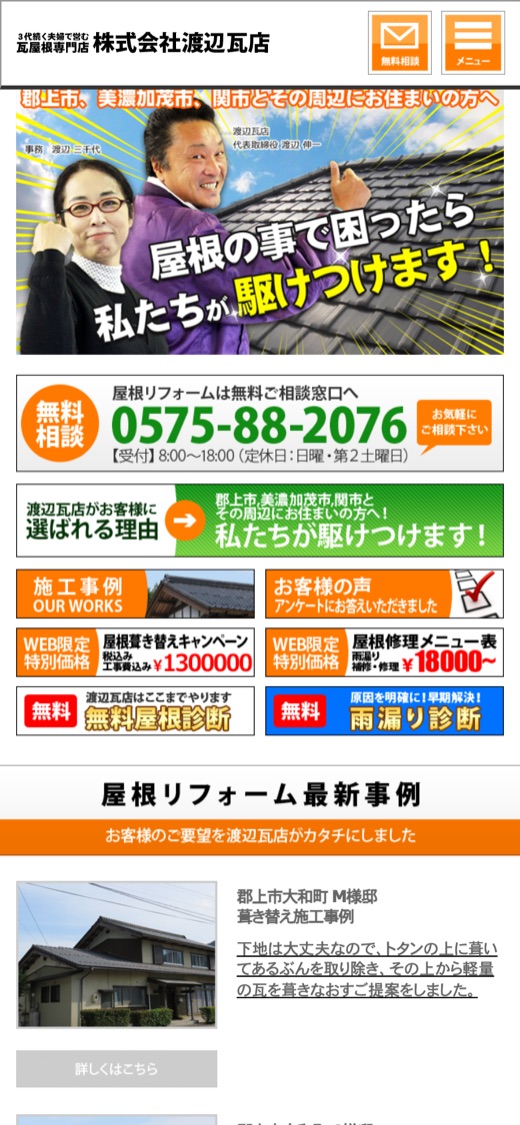 3代続く夫婦で営む
瓦屋根専門店
株式会社渡辺瓦店
無料相談
メニュー
郡上市、美濃加茂市、関市とその周辺にお住まいの方へ
渡辺瓦店
代表取締役 渡辺 伸一
事務 渡辺 三千代
屋根の事で困ったら
私たちが駆けつけます！
無料
相談
屋根リフォームは無料ご相談窓口へ
0575-88-2076
【受付】8:00〜18:00（定休日：日曜・第２土曜日）
お気軽に
ご相談下さい
渡辺瓦店がお客様に
選ばれる理由
郡上市,美濃加茂市,関市と
その周辺にお住まいの方へ！
私たちが駆けつけます！
施工事例
OUR WORKS
お客様の声
アンケートにお答えいただきました
WEB限定
特別価格
屋根葺き替えキャンペーン
税込み
工事費込み ¥1300000
WEB限定
特別価格
屋根修理メニュー表
雨漏り
補修・修理 ¥18000~
無料
渡辺瓦店はここまでやります
無料屋根診断
無料
原因を明確に！早期解決！
雨漏り診断
屋根リフォーム最新事例
お客様のご要望を渡辺瓦店がカタチにしました
郡上市大和町 M様邸
葺き替え施工事例
下地は大丈夫なので、トタンの上に葺い
てあるぶんを取り除き、その上から軽量
の瓦を葺きなおすご提案をしました。
詳しくはこちら